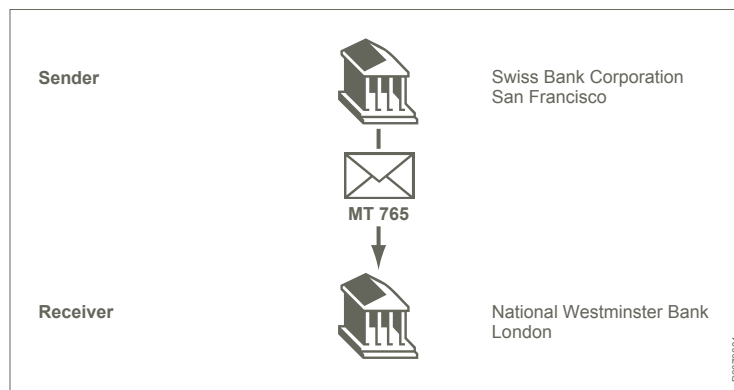 Sender
Swiss Bank Corporation
San Francisco
MT 765
Receiver
National Westminster Bank
London